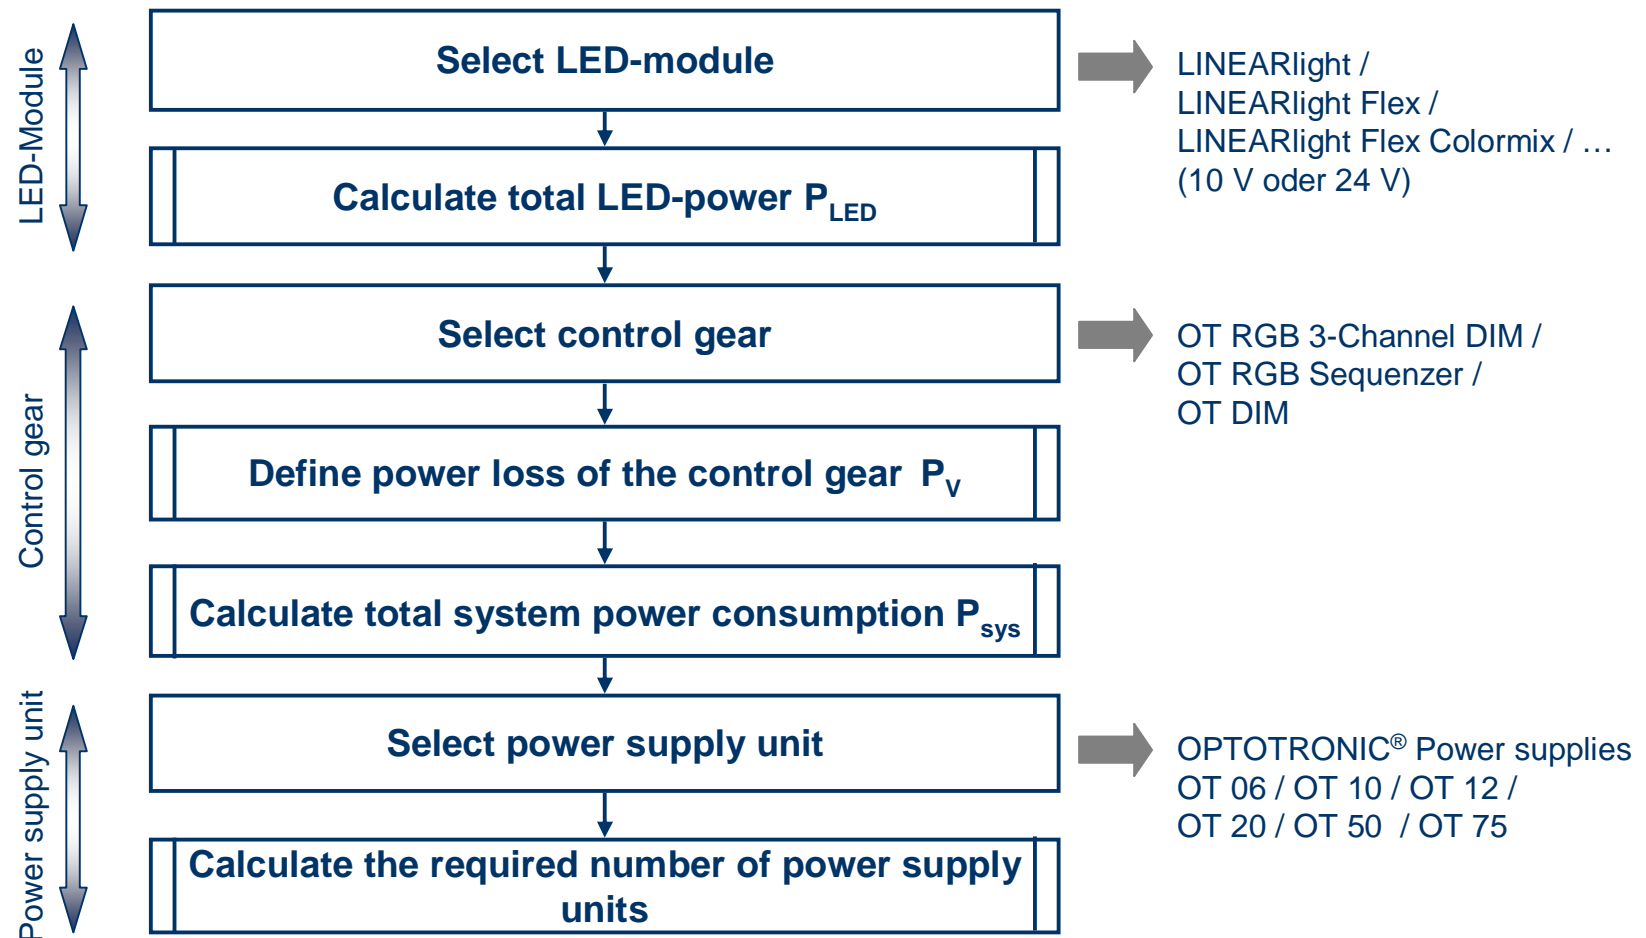 LED-Module
Select LED-module
LINEARlight /
LINEARlight Flex /
LINEARlight Flex Colormix / …
(10 V oder 24 V)
Calculate total LED-power P_LED
Control gear
Select control gear
OT RGB 3-Channel DIM /
OT RGB Sequenzer /
OT DIM
Define power loss of the control gear P_V
Calculate total system power consumption P_sys
Power supply unit
Select power supply unit
OPTOTRONIC® Power supplies
OT 06 / OT 10 / OT 12 /
OT 20 / OT 50 / OT 75
Calculate the required number of power supply
units